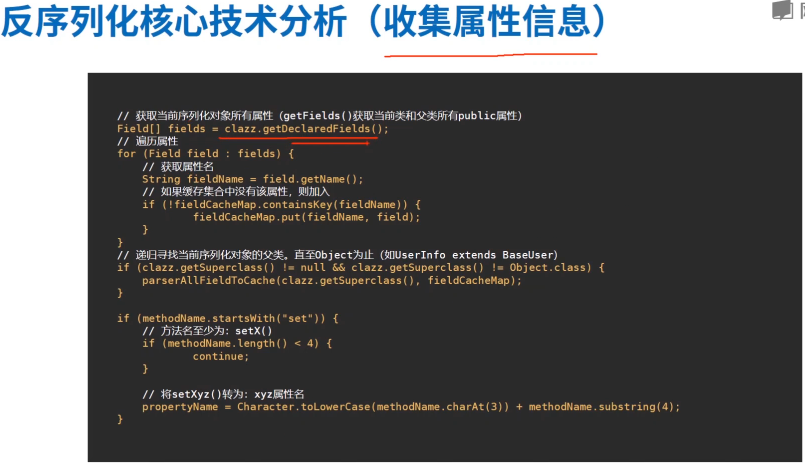 反序列化核心技术分析（收集属性信息）
// 获取当前序列化对象所有属性（getFields()获取当前类和父类所有public属性）
Field[] fields = clazz.getDeclaredFields();
// 遍历属性
for (Field field : fields) {
// 获取属性名
String fieldName = field.getName();
// 如果缓存集合中没有该属性，则加入
if (!fieldCacheMap.containsKey(fieldName)) {
fieldCacheMap.put(fieldName, field);
}
}
// 递归寻找当前序列化对象的父类。直至Object为止（如UserInfo extends BaseUser）
if (clazz.getSuperclass() != null && clazz.getSuperclass() != Object.class) {
parserAllFieldToCache(clazz.getSuperclass(), fieldCacheMap);
}
if (methodName.startsWith("set")) {
// 方法名至少为：setX()
if (methodName.length() < 4) {
continue;
}
// 将setXyz()转为：xyz属性名
propertyName = Character.toLowerCase(methodName.charAt(3)) + methodName.substring(4);
}